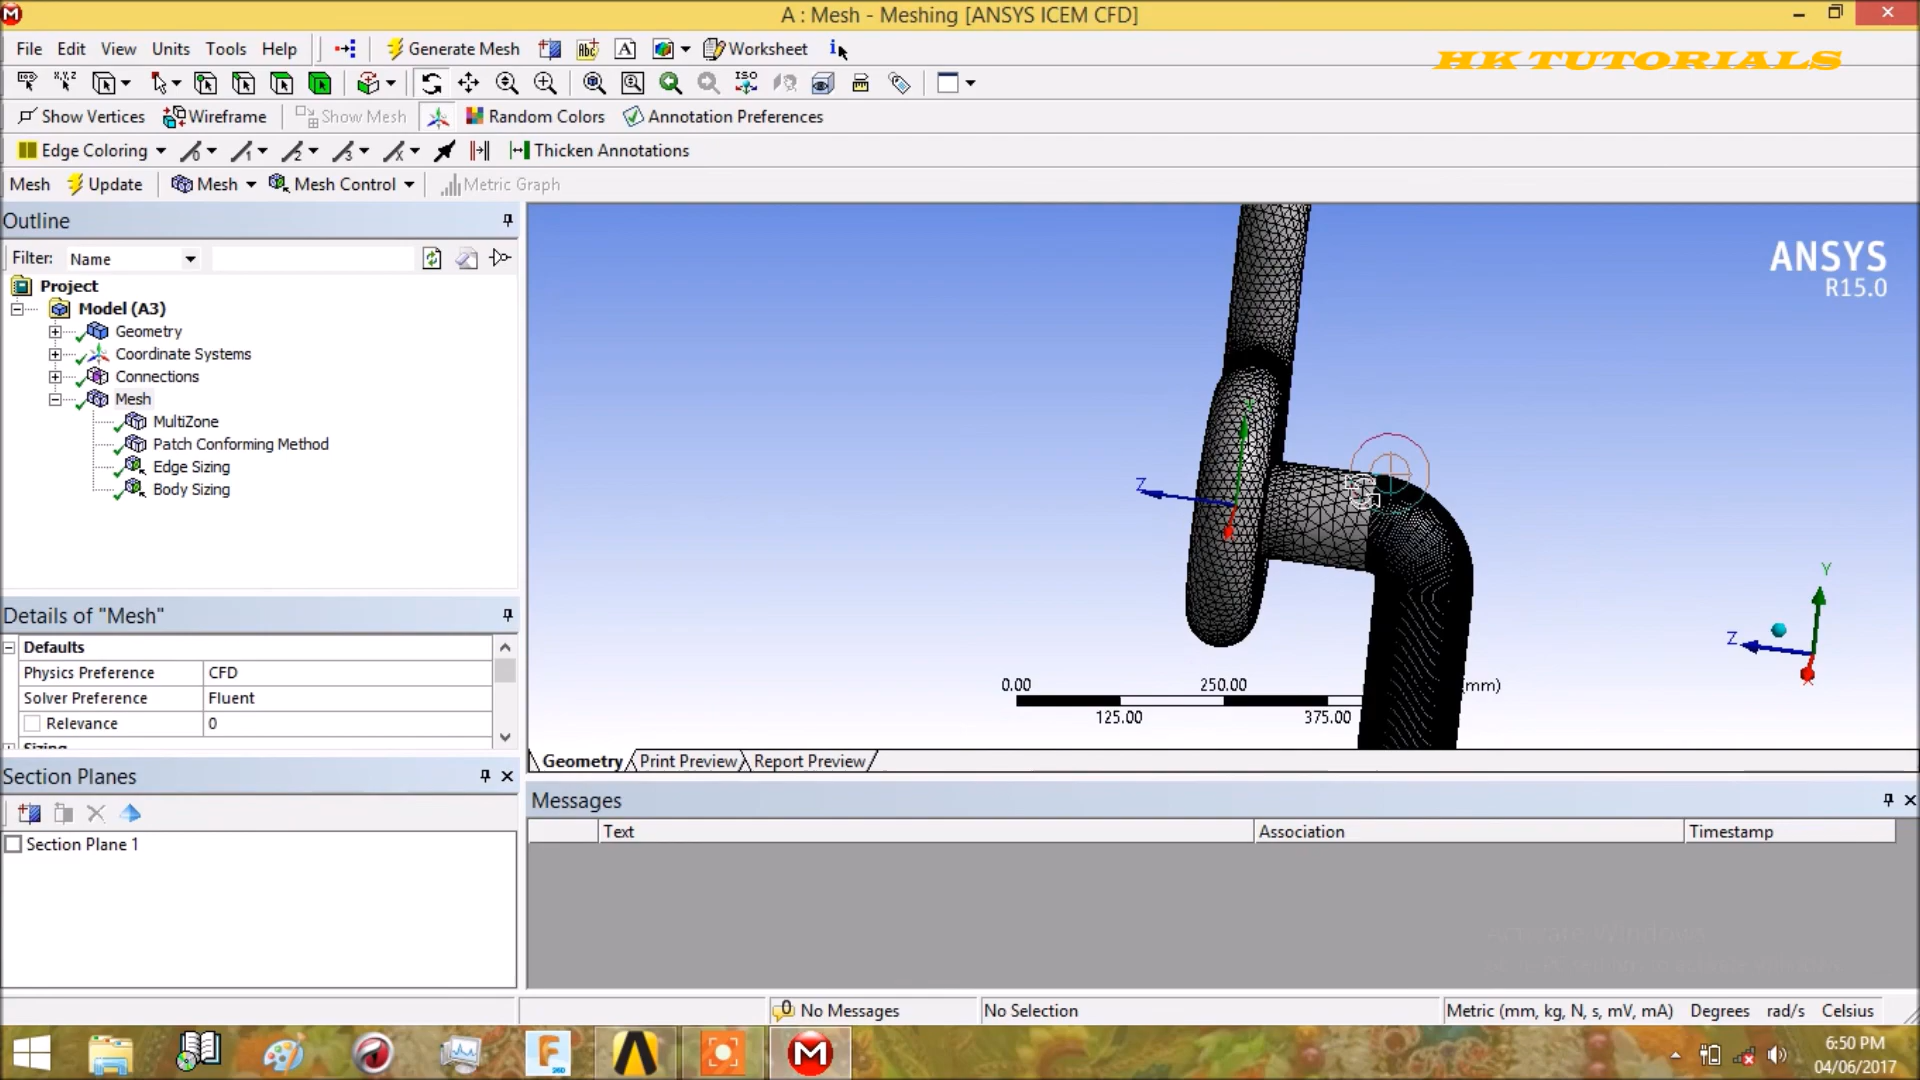 A : Mesh - Meshing [ANSYS ICEM CFD]
File Edit View Units Tools Help Generate Mesh Worksheet
HK TUTORIALS
ISO
Show Vertices Wireframe Show Mesh Random Colors Annotation Preferences
Edge Coloring Thicken Annotations
Mesh Update Mesh Mesh Control Metric Graph
Outline
Filter: Name
Project
Model (A3)
Geometry
Coordinate Systems
Connections
Mesh
MultiZone
Patch Conforming Method
Edge Sizing
Body Sizing
Details of "Mesh"
Defaults
Physics Preference CFD
Solver Preference Fluent
Relevance 0
Sizing
Section Planes
Section Plane 1
ANSYS
R15.0
Y
Z
Y
Z
X
0.00 250.00 (mm)
125.00 375.00
Geometry Print Preview Report Preview
Messages
Text Association Timestamp
No Messages No Selection Metric (mm, kg, N, s, mV, mA) Degrees rad/s Celsius
6:50 PM
04/06/2017